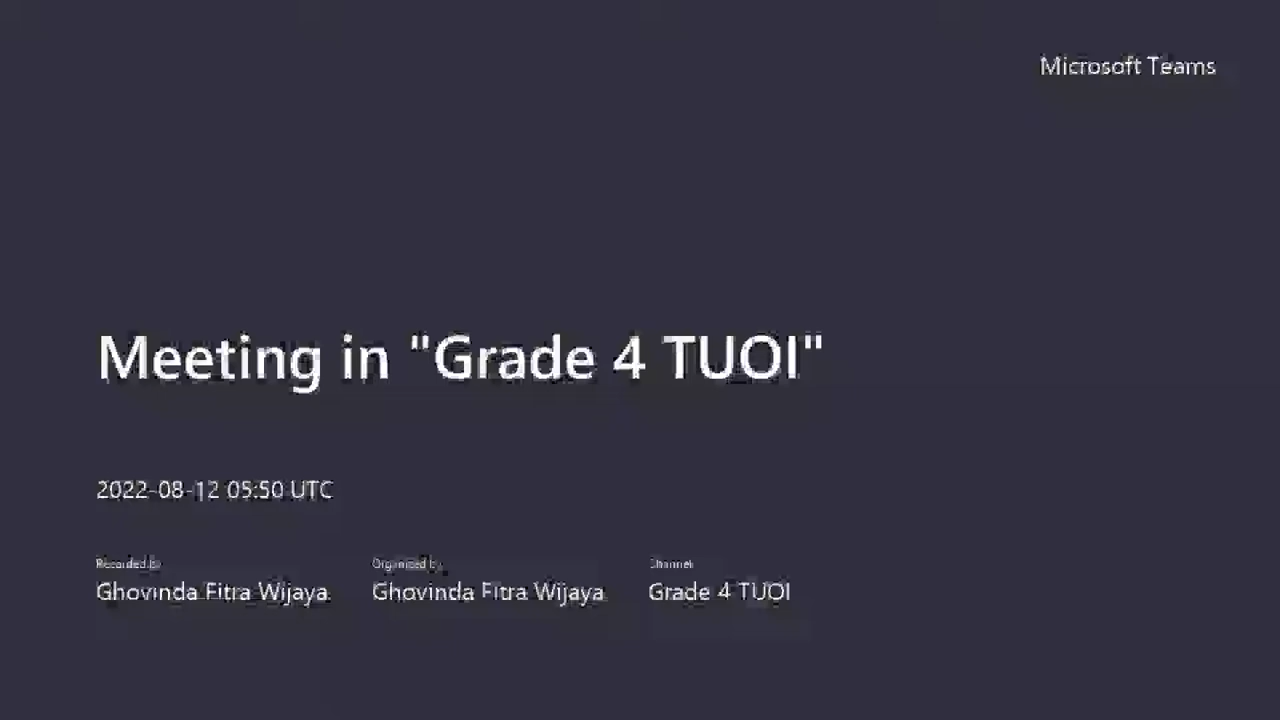 Microsoft Teams
Meeting in "Grade 4 TUOI"
2022-08-12 05:50 UTC
Recorded by
Organized by
Channel
Ghovinda Fitra Wijaya
Ghovinda Fitra Wijaya
Grade 4 TUOI